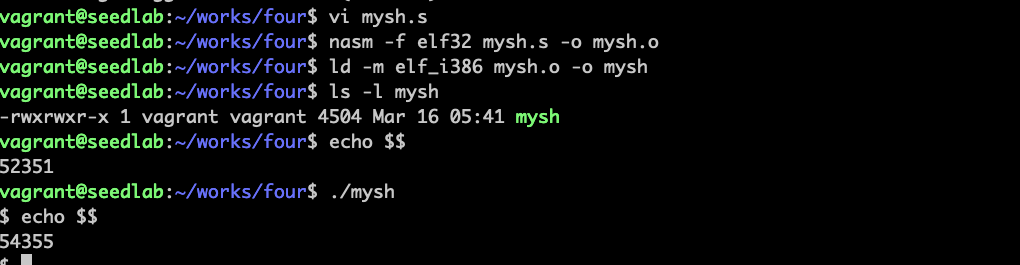 vagrant@seedlab:~/works/four$ vi mysh.s
vagrant@seedlab:~/works/four$ nasm -f elf32 mysh.s -o mysh.o
vagrant@seedlab:~/works/four$ ld -m elf_i386 mysh.o -o mysh
vagrant@seedlab:~/works/four$ ls -l mysh
-rwxrwxr-x 1 vagrant vagrant 4504 Mar 16 05:41 mysh
vagrant@seedlab:~/works/four$ echo $$
52351
vagrant@seedlab:~/works/four$ ./mysh
$ echo $$
54355
$